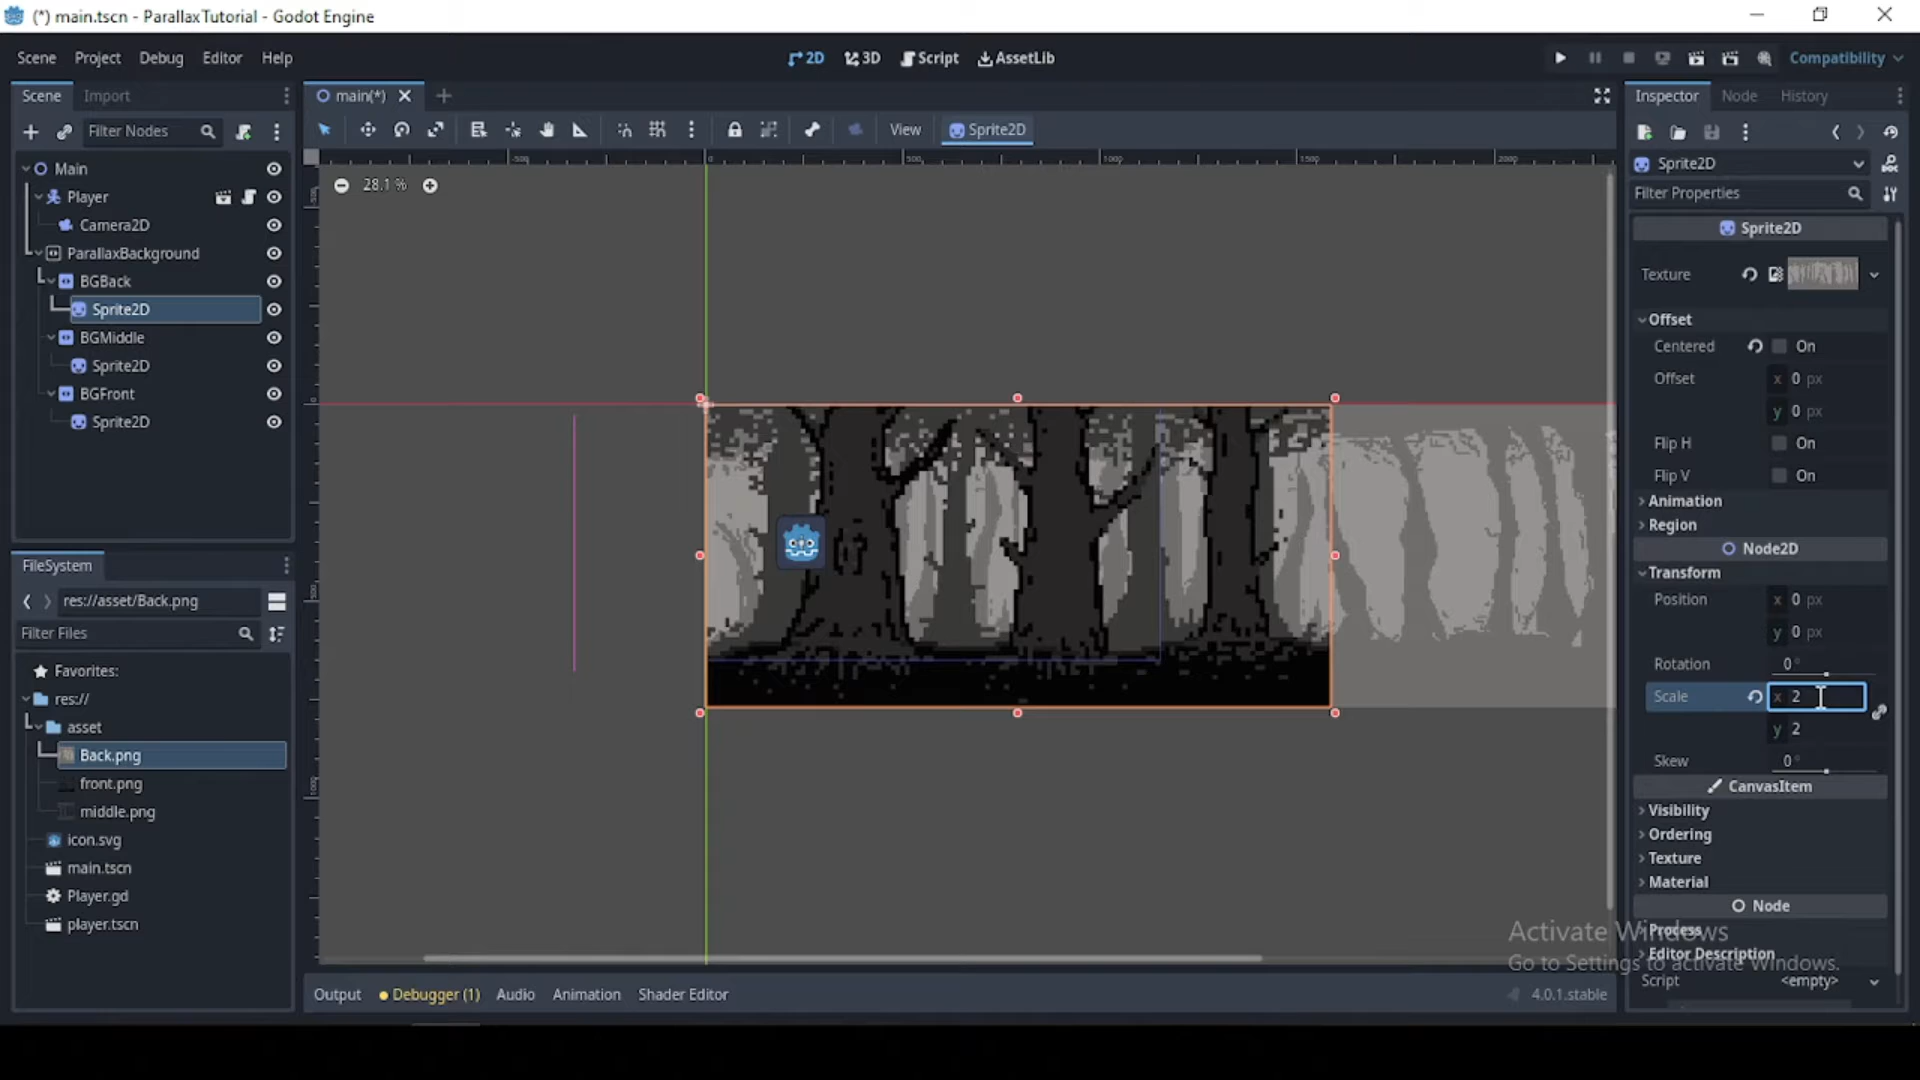 (*) main.tscn - ParallaxTutorial - Godot Engine
Scene Project Debug Editor Help
2D 3D Script AssetLib
Compatibility
Scene Import
main(*)
Inspector Node History
Filter Nodes
View Sprite2D
Main
Player
Camera2D
ParallaxBackground
BGBack
Sprite2D
BGMiddle
Sprite2D
BGFront
Sprite2D
FileSystem
res://asset/Back.png
Filter Files
Favorites:
res://
asset
Back.png
front.png
middle.png
icon.svg
main.tscn
Player.gd
player.tscn
-500 0 500 1000 1500 2000
28.1 %
Output Debugger (1) Audio Animation Shader Editor
4.0.1.stable
Sprite2D
Filter Properties
Sprite2D
Texture
Offset
Centered On
Offset x 0 px
y 0 px
Flip H On
Flip V On
Animation
Region
Node2D
Transform
Position x 0 px
y 0 px
Rotation 0 °
Scale x 2
y 2
Skew 0 °
CanvasItem
Visibility
Ordering
Texture
Material
Node
Process
Editor Description
Script <empty>
Activate Windows
Go to Settings to activate Windows.